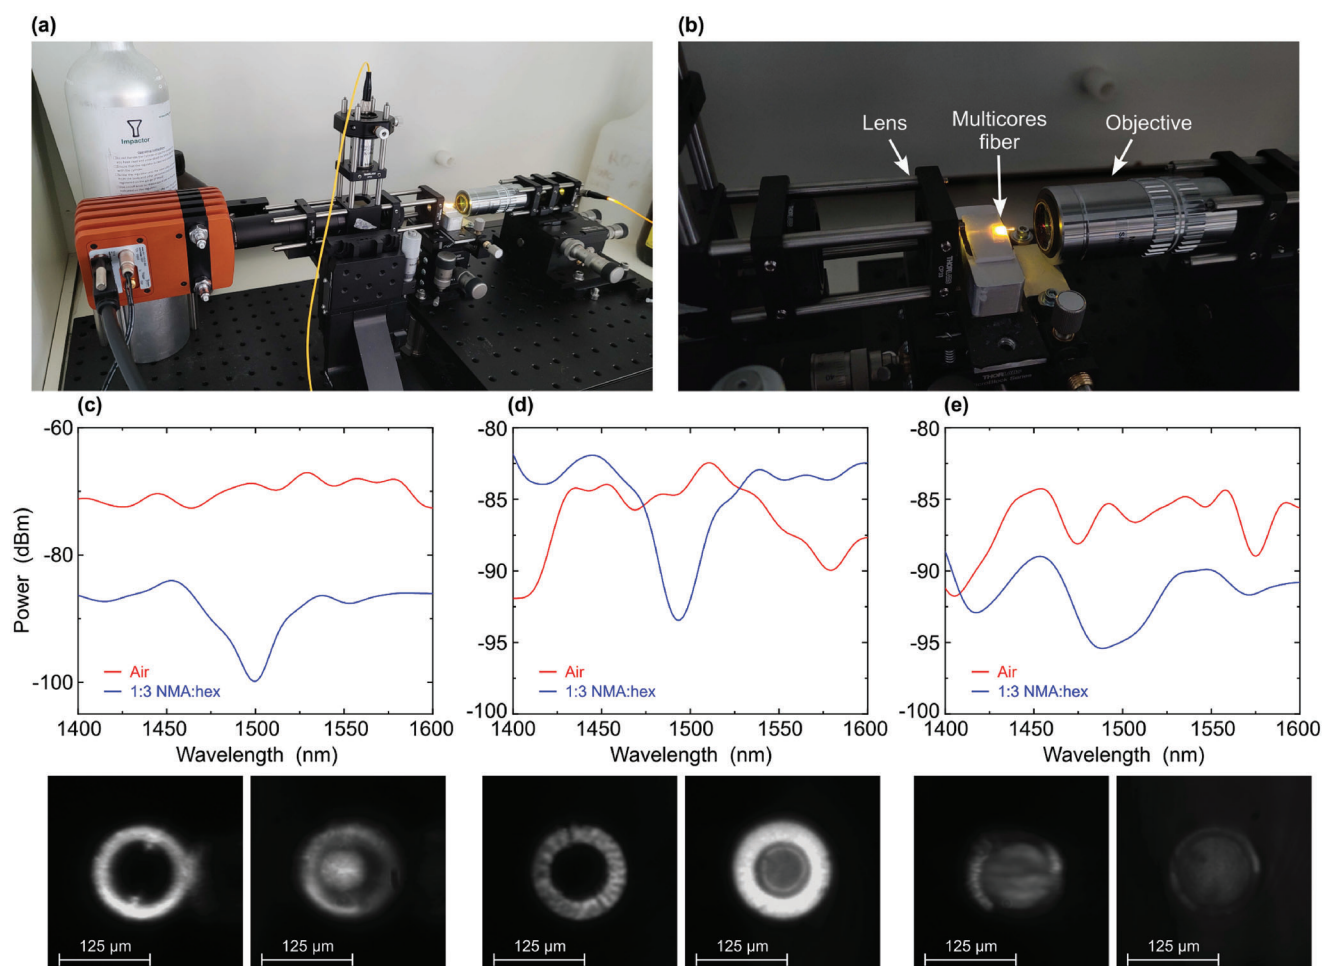 (a)
(b)
Impactor
Lens
Multicores
fiber
Objective
THORLABS
(c)
(d)
(e)
-60
-80
-100
Power (dBm)
Air
1:3 NMA:hex
1400
1450
1500
1550
1600
Wavelength (nm)
-80
-85
-90
-95
-100
Air
1:3 NMA:hex
1400
1450
1500
1550
1600
Wavelength (nm)
-80
-85
-90
-95
-100
Air
1:3 NMA:hex
1400
1450
1500
1550
1600
Wavelength (nm)
125 µm
125 µm
125 µm
125 µm
125 µm
125 µm